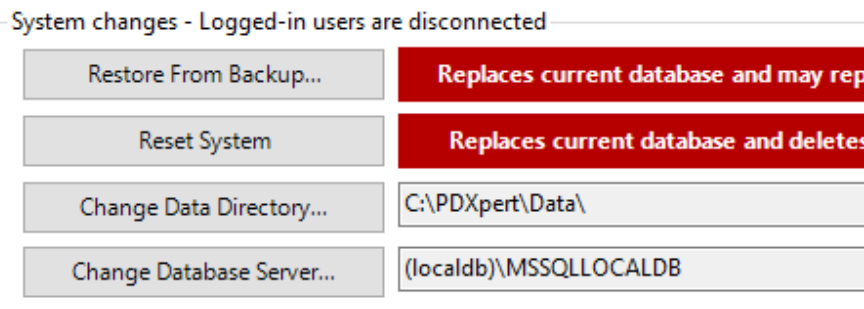 System changes - Logged-in users are disconnected
Restore From Backup... Replaces current database and may rep
Reset System Replaces current database and deletes
Change Data Directory... C:\PDXpert\Data\
Change Database Server... (localdb)\MSSQLLOCALDB